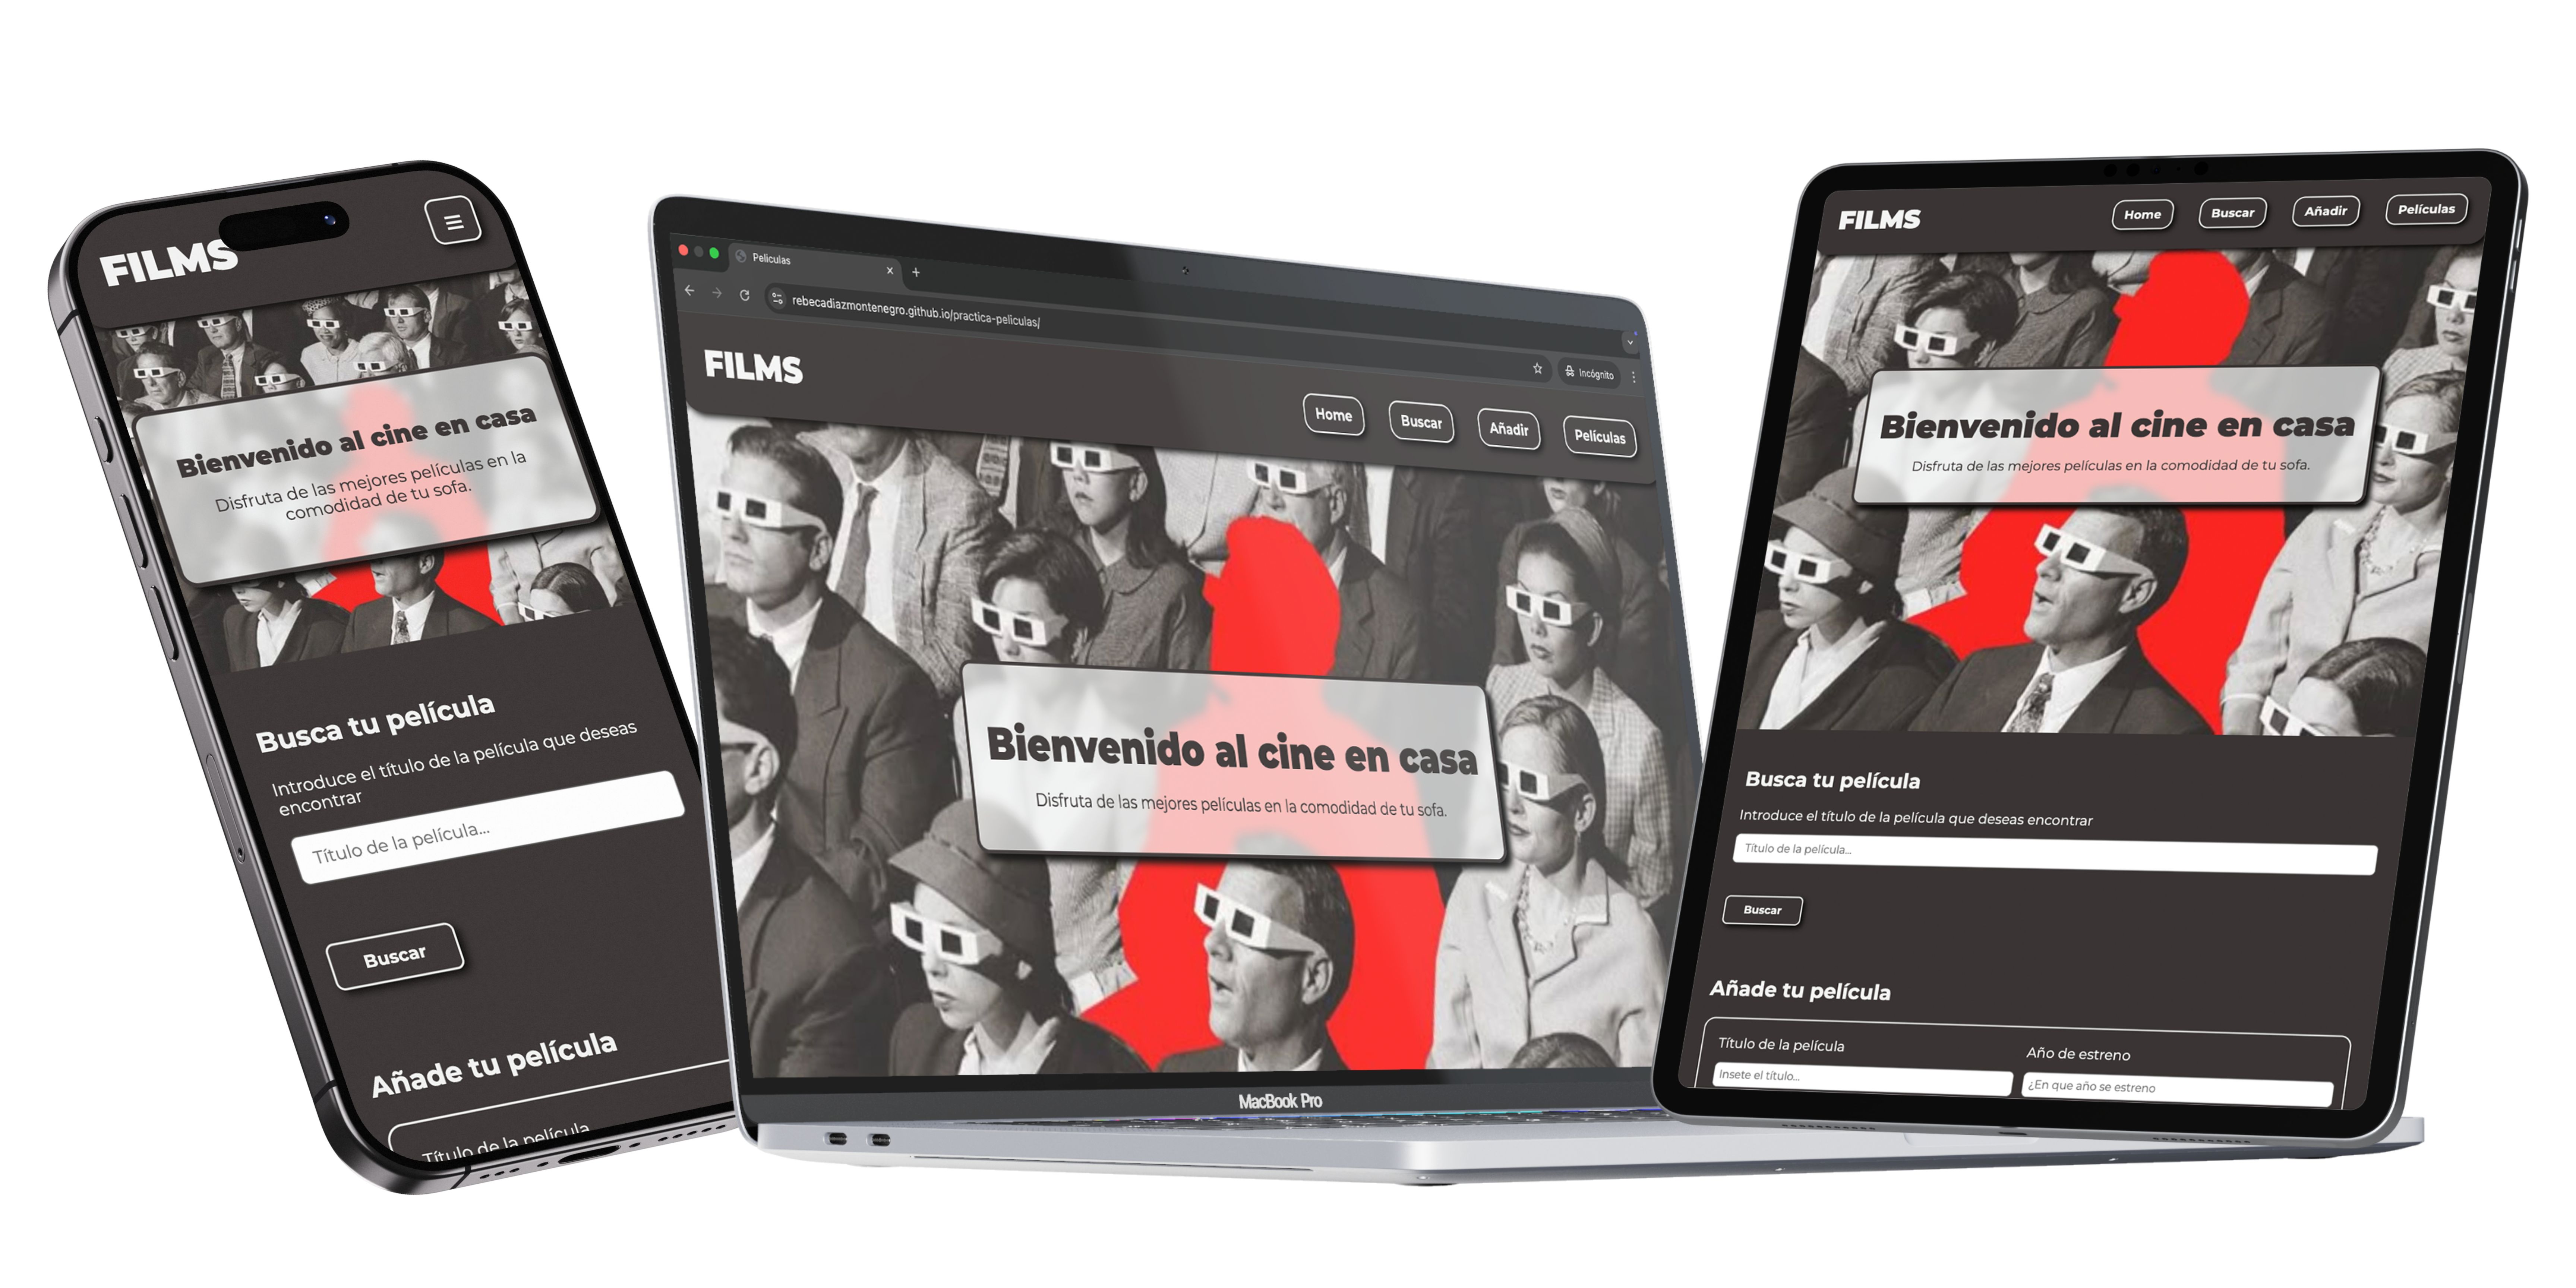 FILMS
Bienvenido al cine en casa
Disfruta de las mejores películas en la
comodidad de tu sofa.
Busca tu película
Introduce el título de la película que deseas
encontrar
Título de la película...
Buscar
Añade tu película
Título de la película
Peliculas
rebecadiazmontenegro.github.io/practica-peliculas/
Incógnito
FILMS
Home
Buscar
Añadir
Películas
Bienvenido al cine en casa
Disfruta de las mejores películas en la comodidad de tu sofa.
MacBook Pro
FILMS
Home
Buscar
Añadir
Películas
Bienvenido al cine en casa
Disfruta de las mejores películas en la comodidad de tu sofa.
Busca tu película
Introduce el título de la película que deseas encontrar
Título de la película...
Buscar
Añade tu película
Título de la película
Año de estreno
Insete el título...
¿En que año se estreno